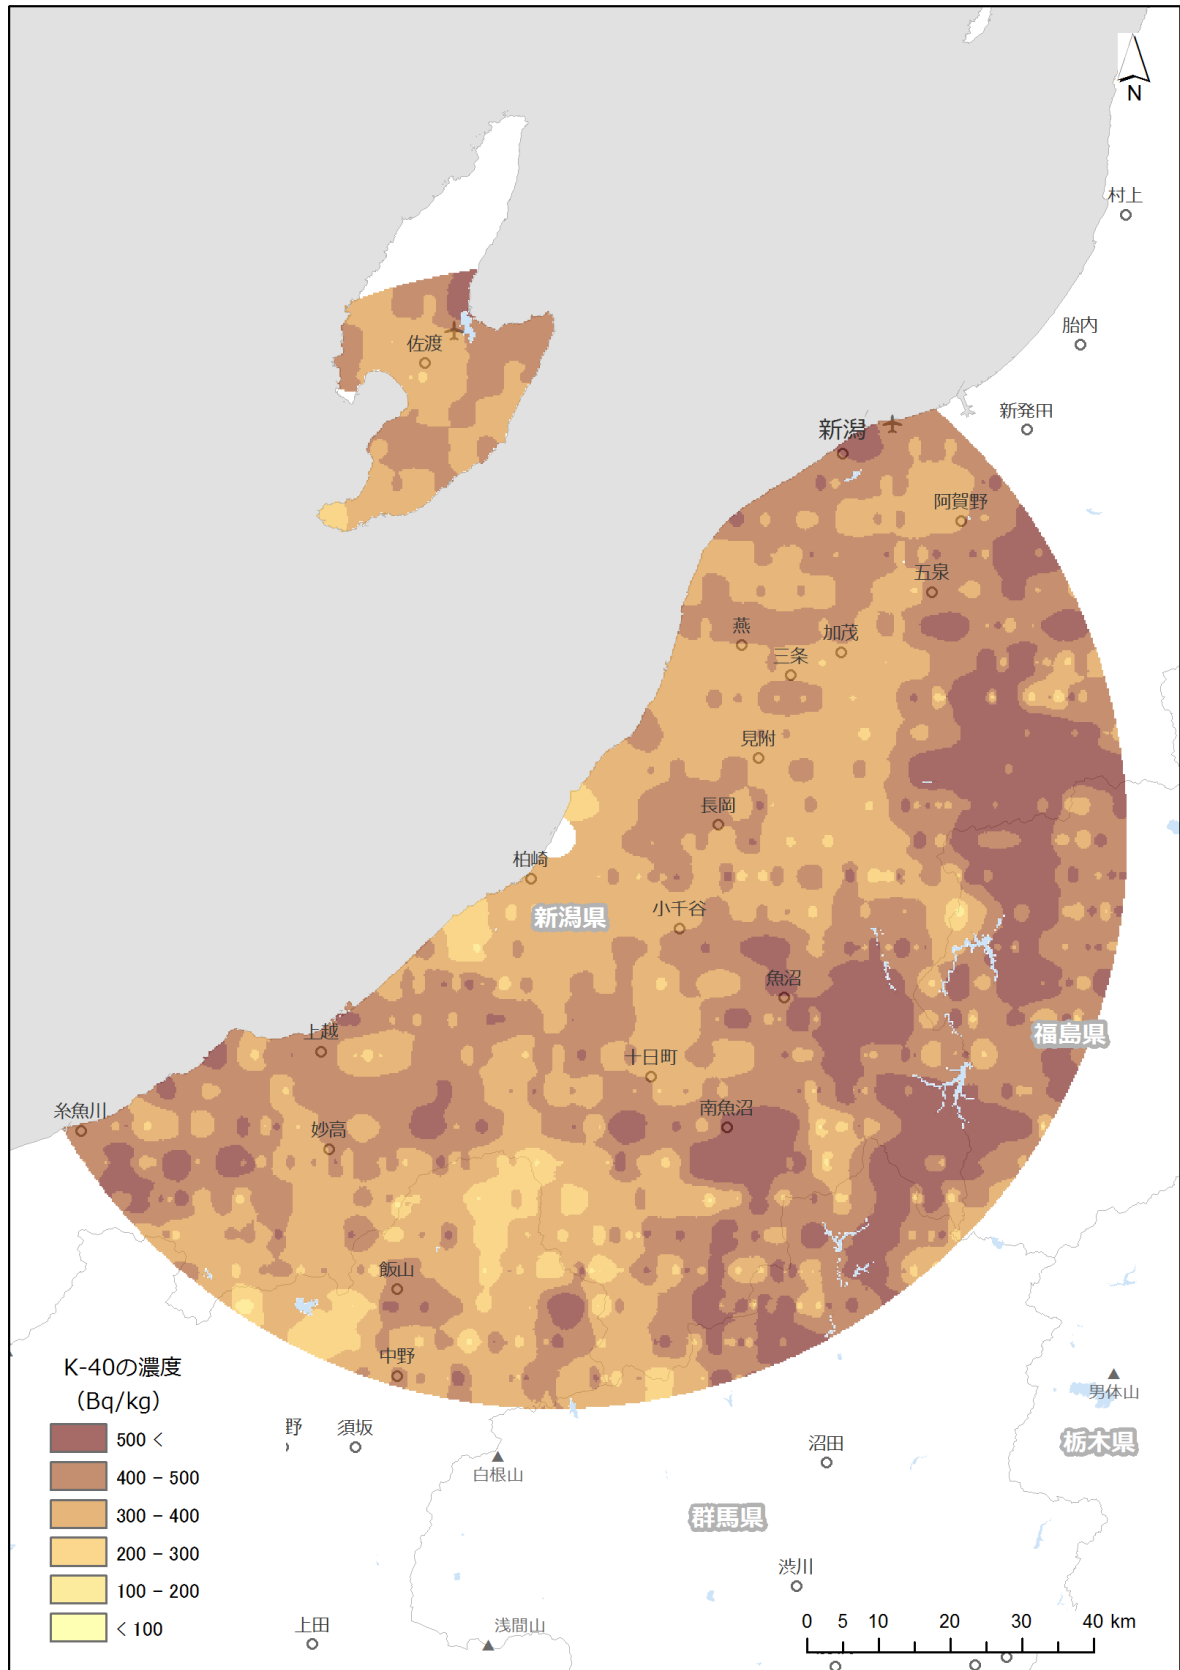 N
村上
胎内
佐渡
新発田
新潟
阿賀野
五泉
燕
加茂
三条
見附
長岡
柏崎
新潟県
小千谷
魚沼
福島県
上越
十日町
糸魚川
南魚沼
妙高
飯山
中野
K-40の濃度
(Bq/kg)
500 <
400 - 500
300 - 400
200 - 300
100 - 200
< 100
野
須坂
白根山
沼田
男体山
栃木県
群馬県
渋川
上田
浅間山
0 5 10 20 30 40 km